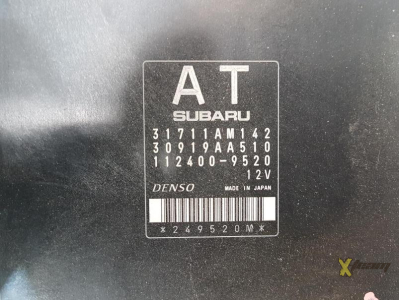 AT
SUBARU
31711AM142
30919AA510
112400-9520
12V
DENSO MADE IN JAPAN
*249520M*